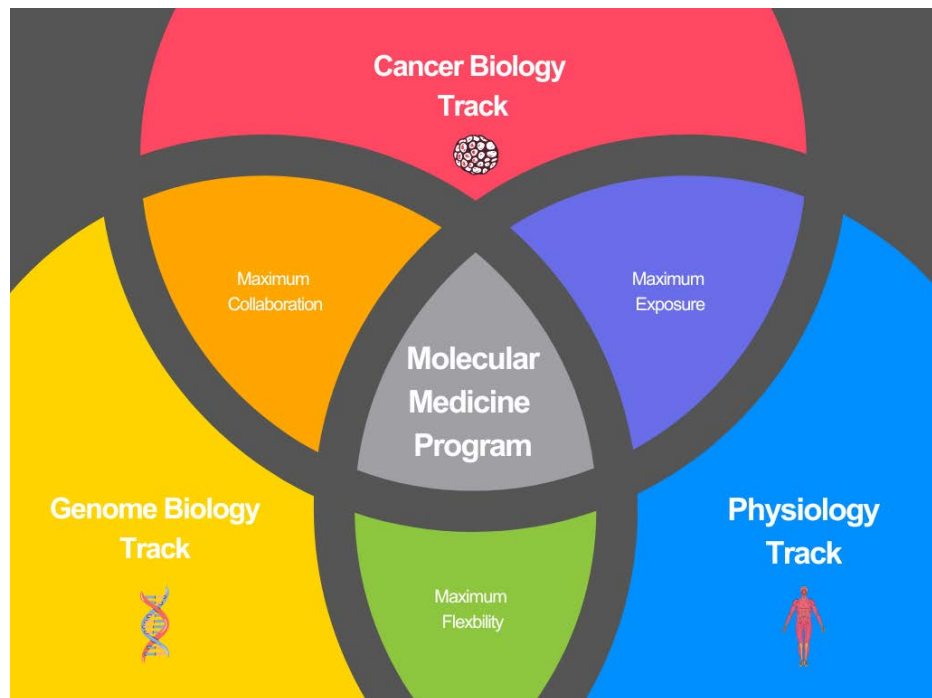 Cancer Biology
Track
Maximum
Collaboration
Maximum
Exposure
Molecular
Medicine
Program
Genome Biology
Track
Physiology
Track
Maximum
Flexbility